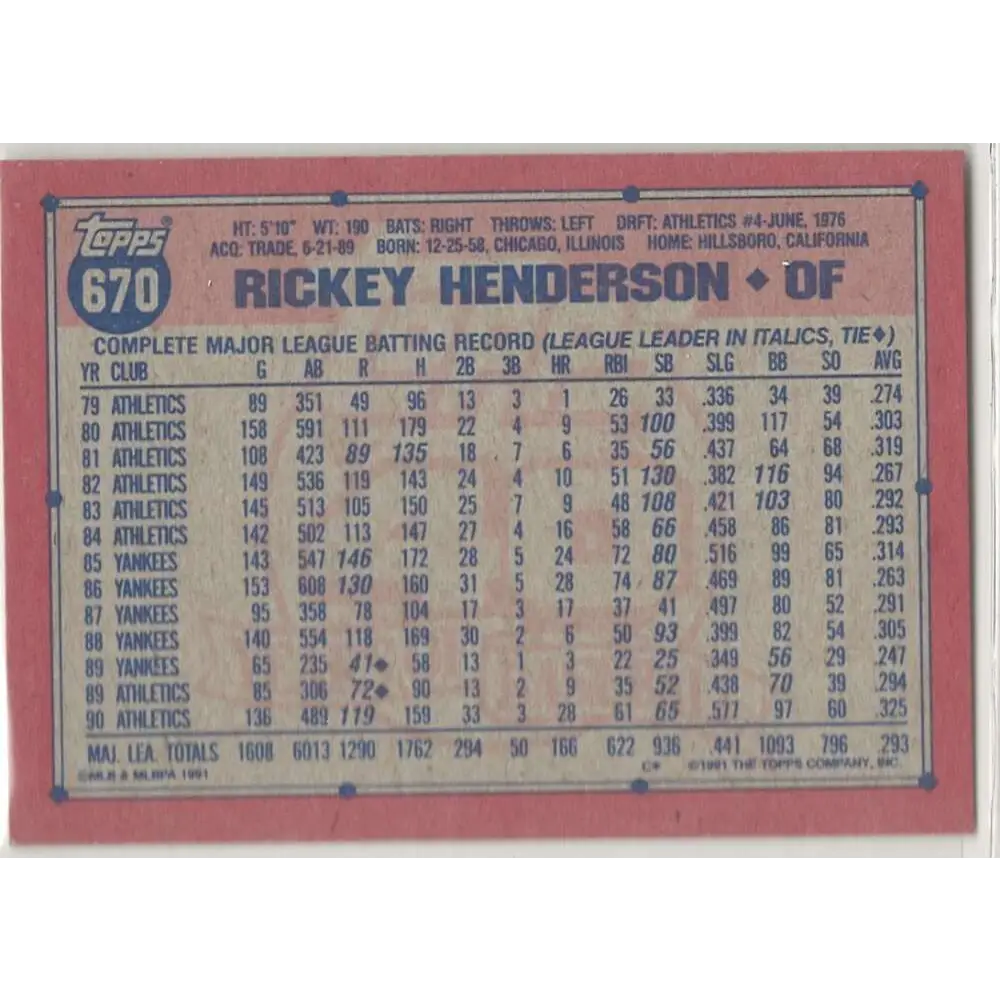 topps®
670
HT: 5'10" WT: 190 BATS: RIGHT THROWS: LEFT DRFT: ATHLETICS #4-JUNE, 1976
ACQ: TRADE, 6-21-89 BORN: 12-25-58, CHICAGO, ILLINOIS HOME: HILLSBORO, CALIFORNIA
RICKEY HENDERSON ◆ OF
COMPLETE MAJOR LEAGUE BATTING RECORD (LEAGUE LEADER IN ITALICS, TIE◆)
YR CLUB G AB R H 2B 3B HR RBI SB SLG BB SO AVG
79 ATHLETICS 89 351 49 96 13 3 1 26 33 .336 34 39 .274
80 ATHLETICS 158 591 111 179 22 4 9 53 100 .399 117 54 .303
81 ATHLETICS 108 423 89 135 18 7 6 35 56 .437 64 68 .319
82 ATHLETICS 149 536 119 143 24 4 10 51 130 .382 116 94 .267
83 ATHLETICS 145 513 105 150 25 7 9 48 108 .421 103 80 .292
84 ATHLETICS 142 502 113 147 27 4 16 58 66 .458 86 81 .293
85 YANKEES 143 547 146 172 28 5 24 72 80 .516 99 65 .314
86 YANKEES 153 608 130 160 31 5 28 74 87 .469 89 81 .263
87 YANKEES 95 358 78 104 17 3 17 37 41 .497 80 52 .291
88 YANKEES 140 554 118 169 30 2 6 50 93 .399 82 54 .305
89 YANKEES 65 235 41◆ 58 13 1 3 22 25 .349 56 29 .247
89 ATHLETICS 85 306 72◆ 90 13 2 9 35 52 .438 70 39 .294
90 ATHLETICS 136 489 119 159 33 3 28 61 65 .577 97 60 .325
MAJ. LEA. TOTALS 1608 6013 1290 1762 294 50 166 622 936 .441 1093 796 .293
©MLB & MLBPA 1991 C* ©1991 THE TOPPS COMPANY, INC.